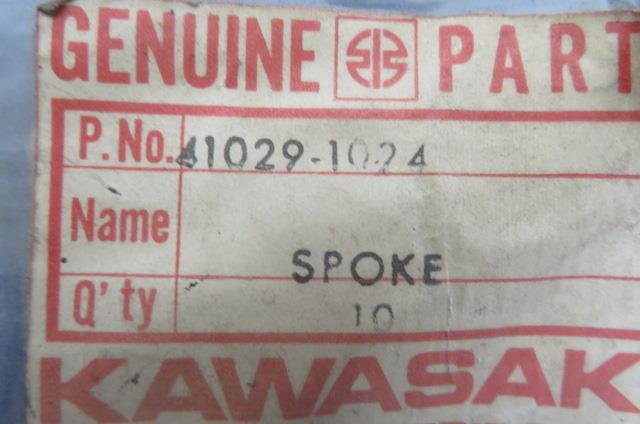 GENUINE PART
P.No. 41029-1024
Name SPOKE
Q'ty 10
KAWASAK